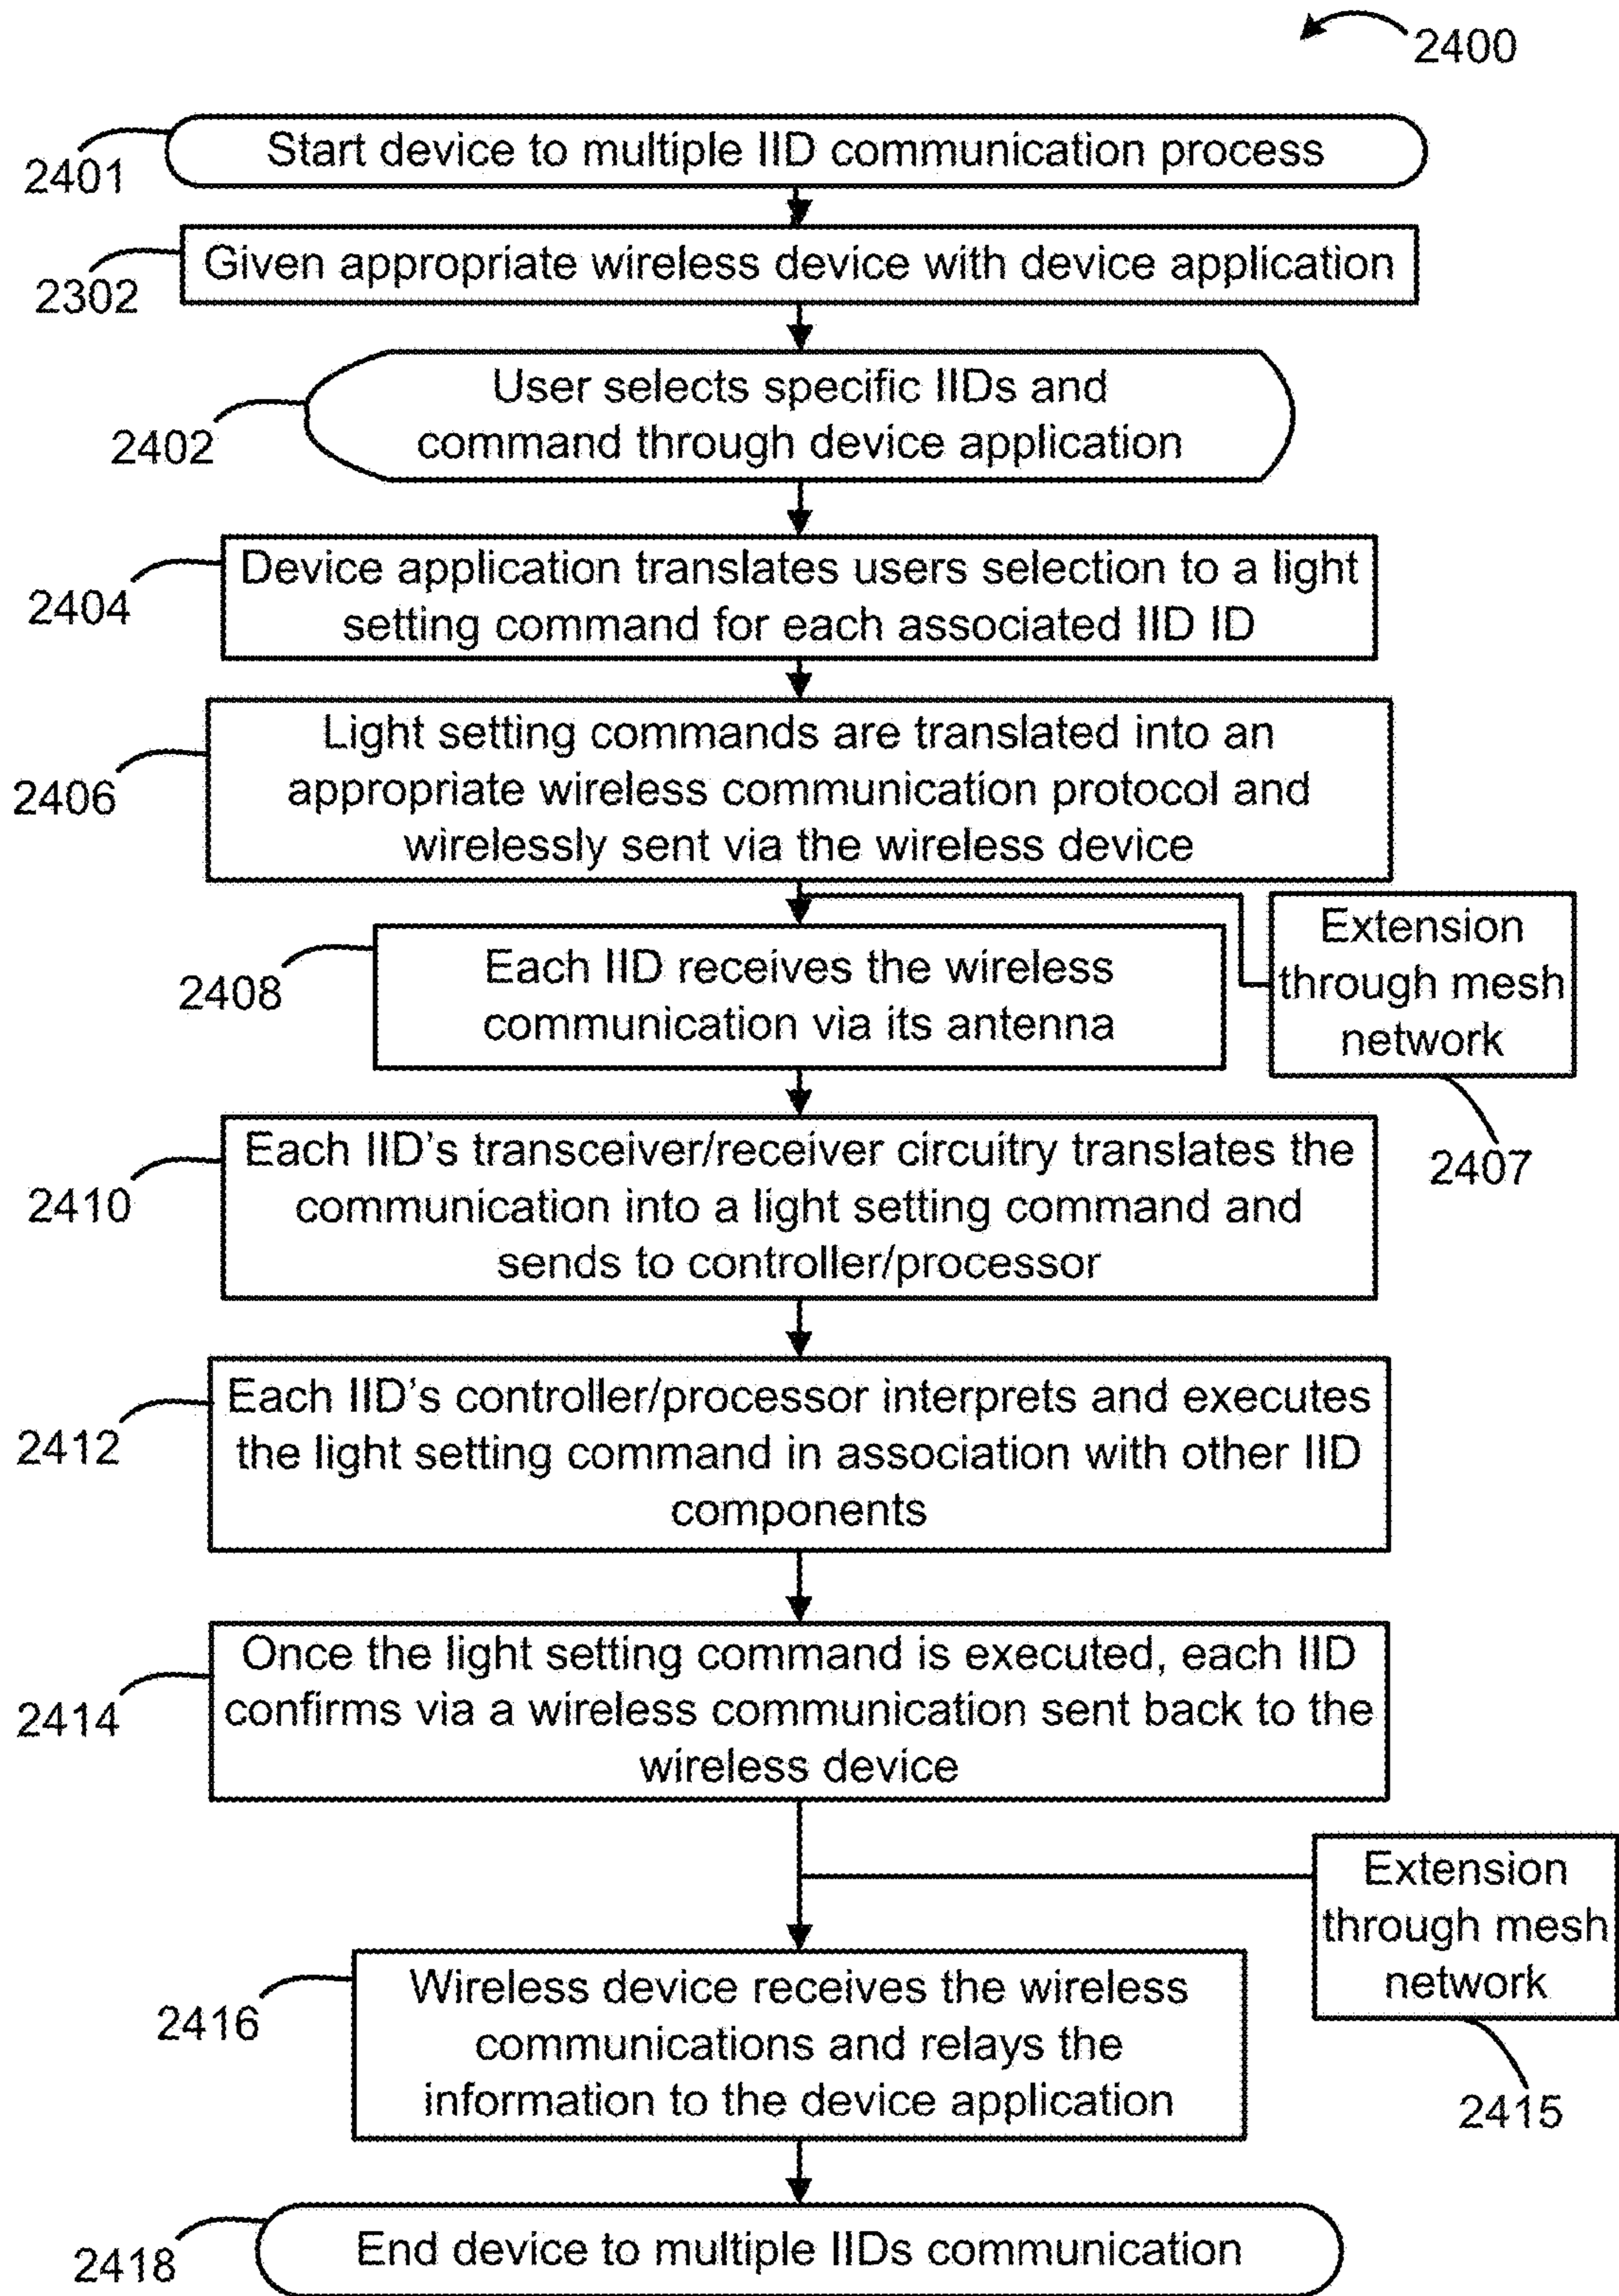 2400
Start device to multiple IID communication process
2401
Given appropriate wireless device with device application
2302
User selects specific IIDs and
command through device application
2402
Device application translates users selection to a light
setting command for each associated IID ID
2404
Light setting commands are translated into an
appropriate wireless communication protocol and
wirelessly sent via the wireless device
2406
Extension
through mesh
network
2407
Each IID receives the wireless
communication via its antenna
2408
Each IID's transceiver/receiver circuitry translates the
communication into a light setting command and
sends to controller/processor
2410
Each IID's controller/processor interprets and executes
the light setting command in association with other IID
components
2412
Once the light setting command is executed, each IID
confirms via a wireless communication sent back to the
wireless device
2414
Extension
through mesh
network
2415
Wireless device receives the wireless
communications and relays the
information to the device application
2416
End device to multiple IIDs communication
2418